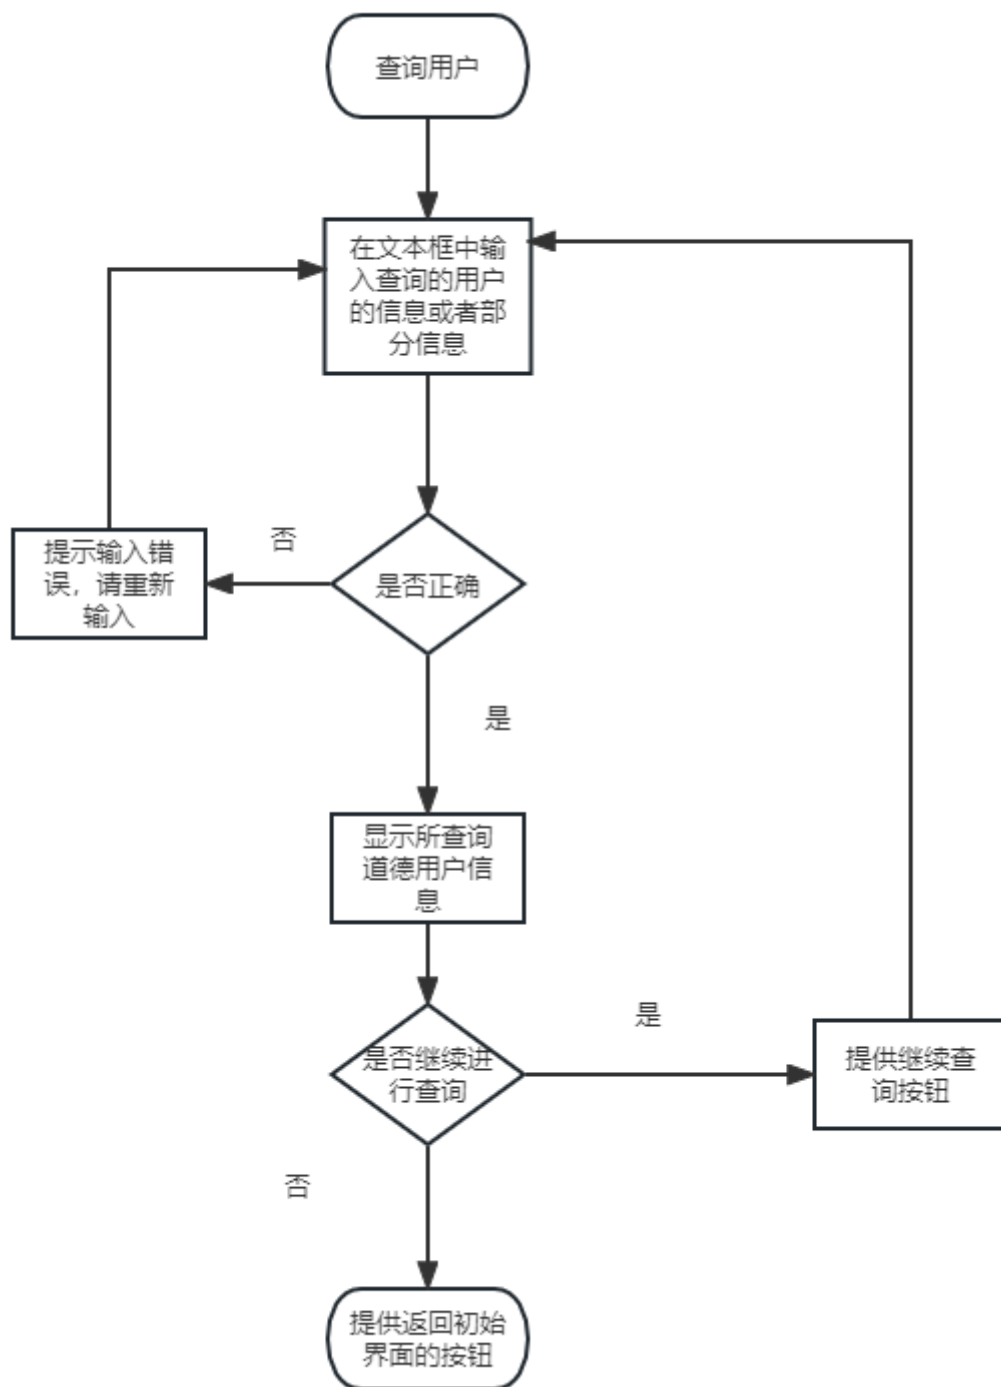 查询用户
在文本框中输
入查询的用户
的信息或者部
分信息
否
提示输入错
误，请重新
输入
是否正确
是
显示所查询
道德用户信
息
是
是否继续进
行查询
提供继续查
询按钮
否
提供返回初始
界面的按钮